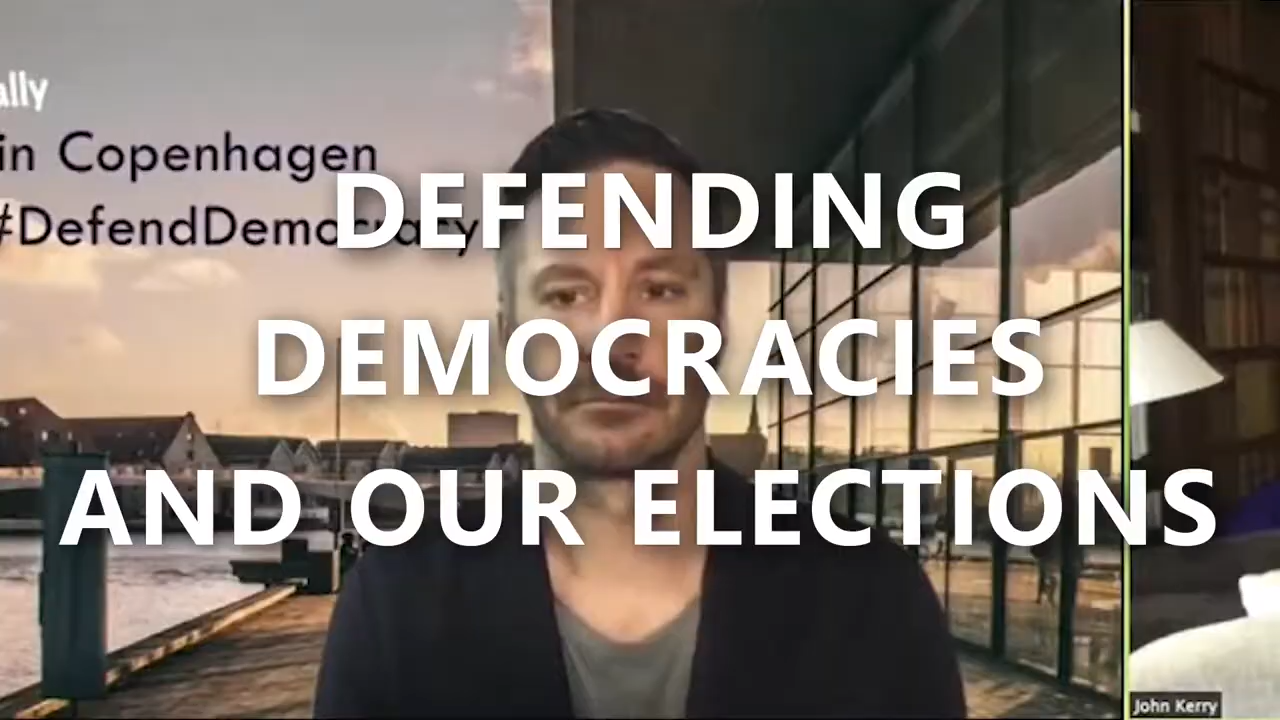 ally
in Copenhagen
#DefendDemocracy
DEFENDING
DEMOCRACIES
AND OUR ELECTIONS
John Kerry